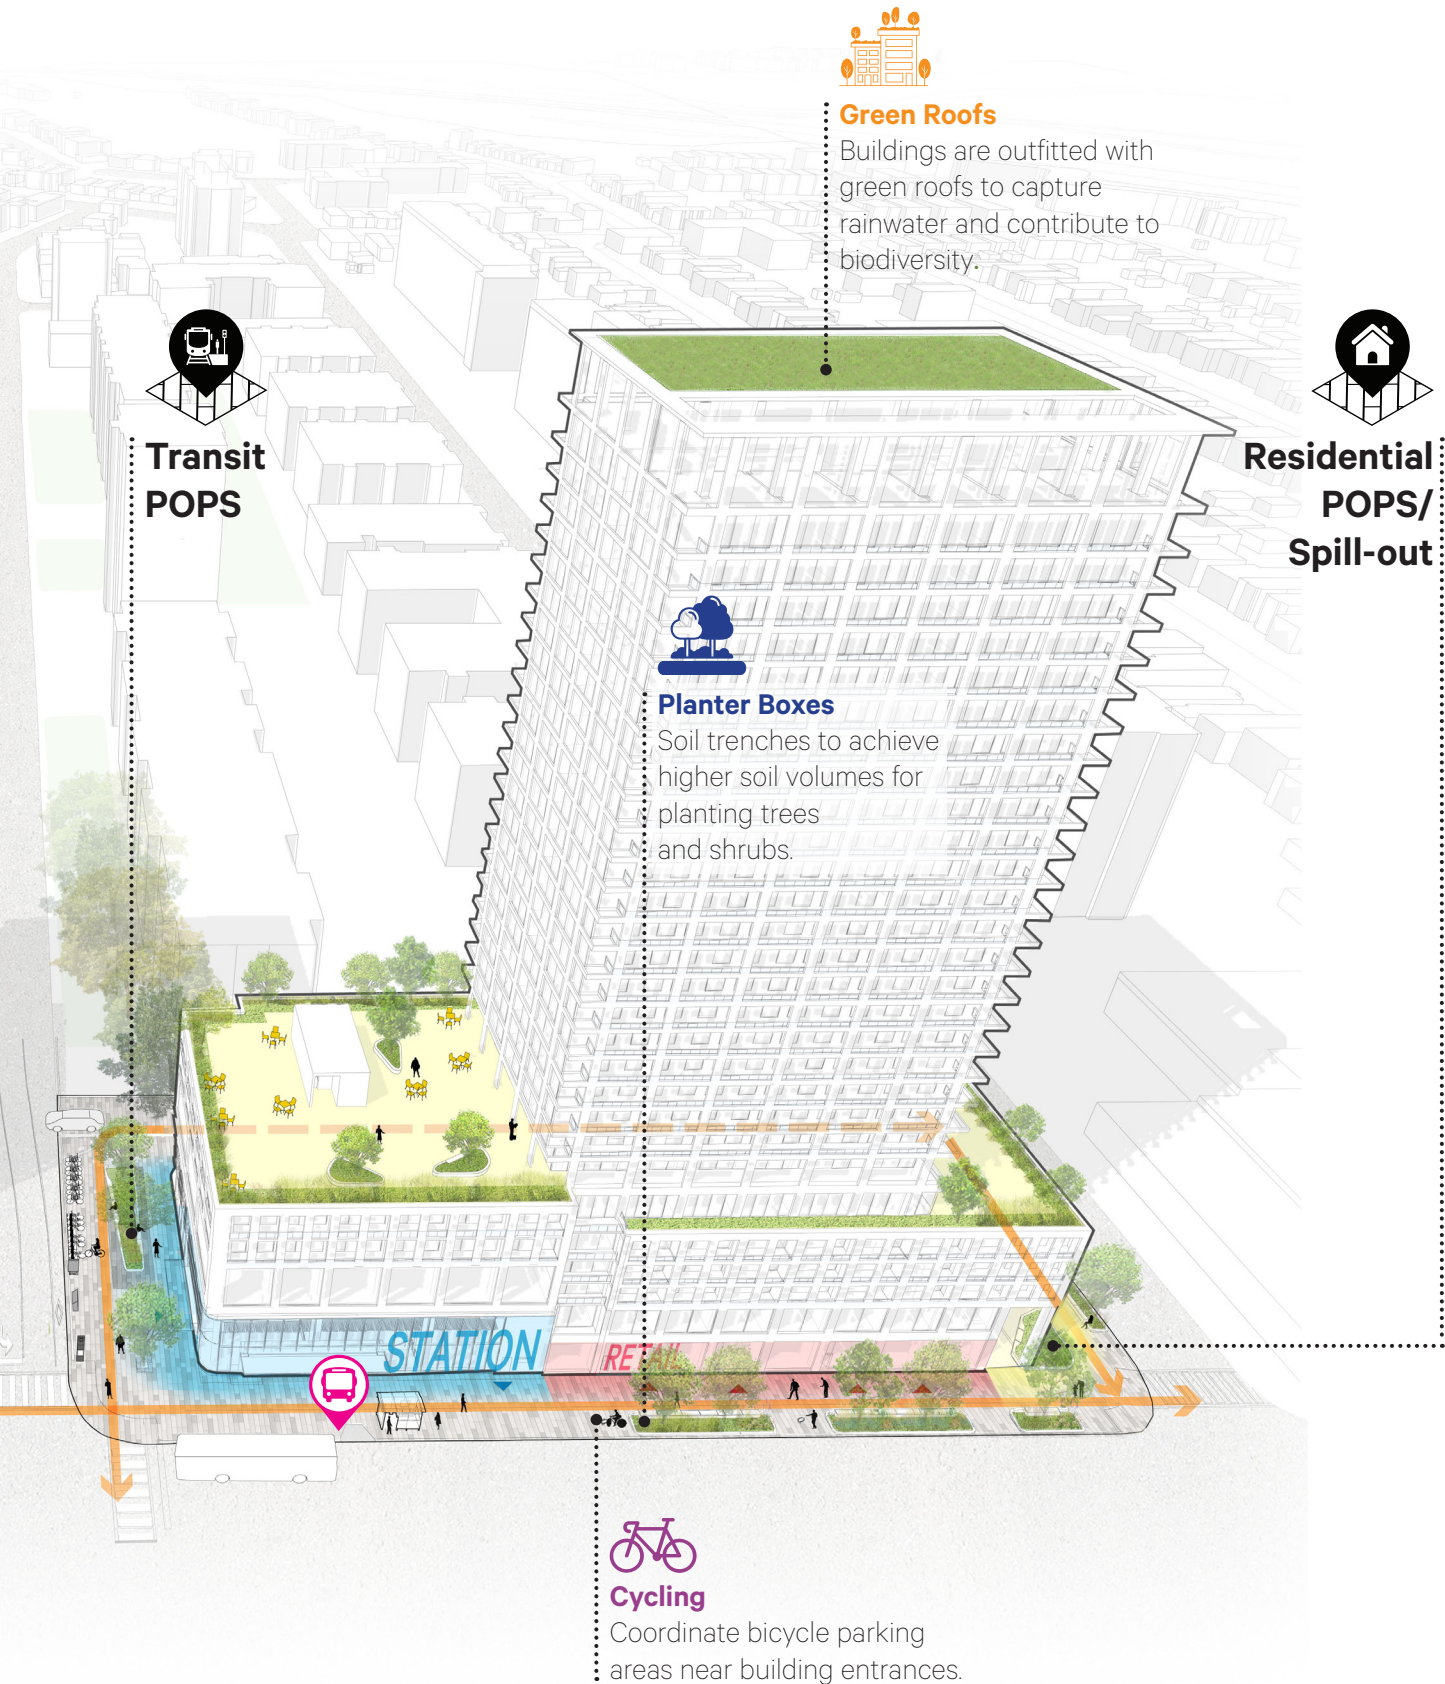 Green Roofs
Buildings are outfitted with
green roofs to capture
rainwater and contribute to
biodiversity.
Transit
POPS
Residential
POPS/
Spill-out
Planter Boxes
Soil trenches to achieve
higher soil volumes for
planting trees
and shrubs.
STATION
RETAIL
Cycling
Coordinate bicycle parking
areas near building entrances.